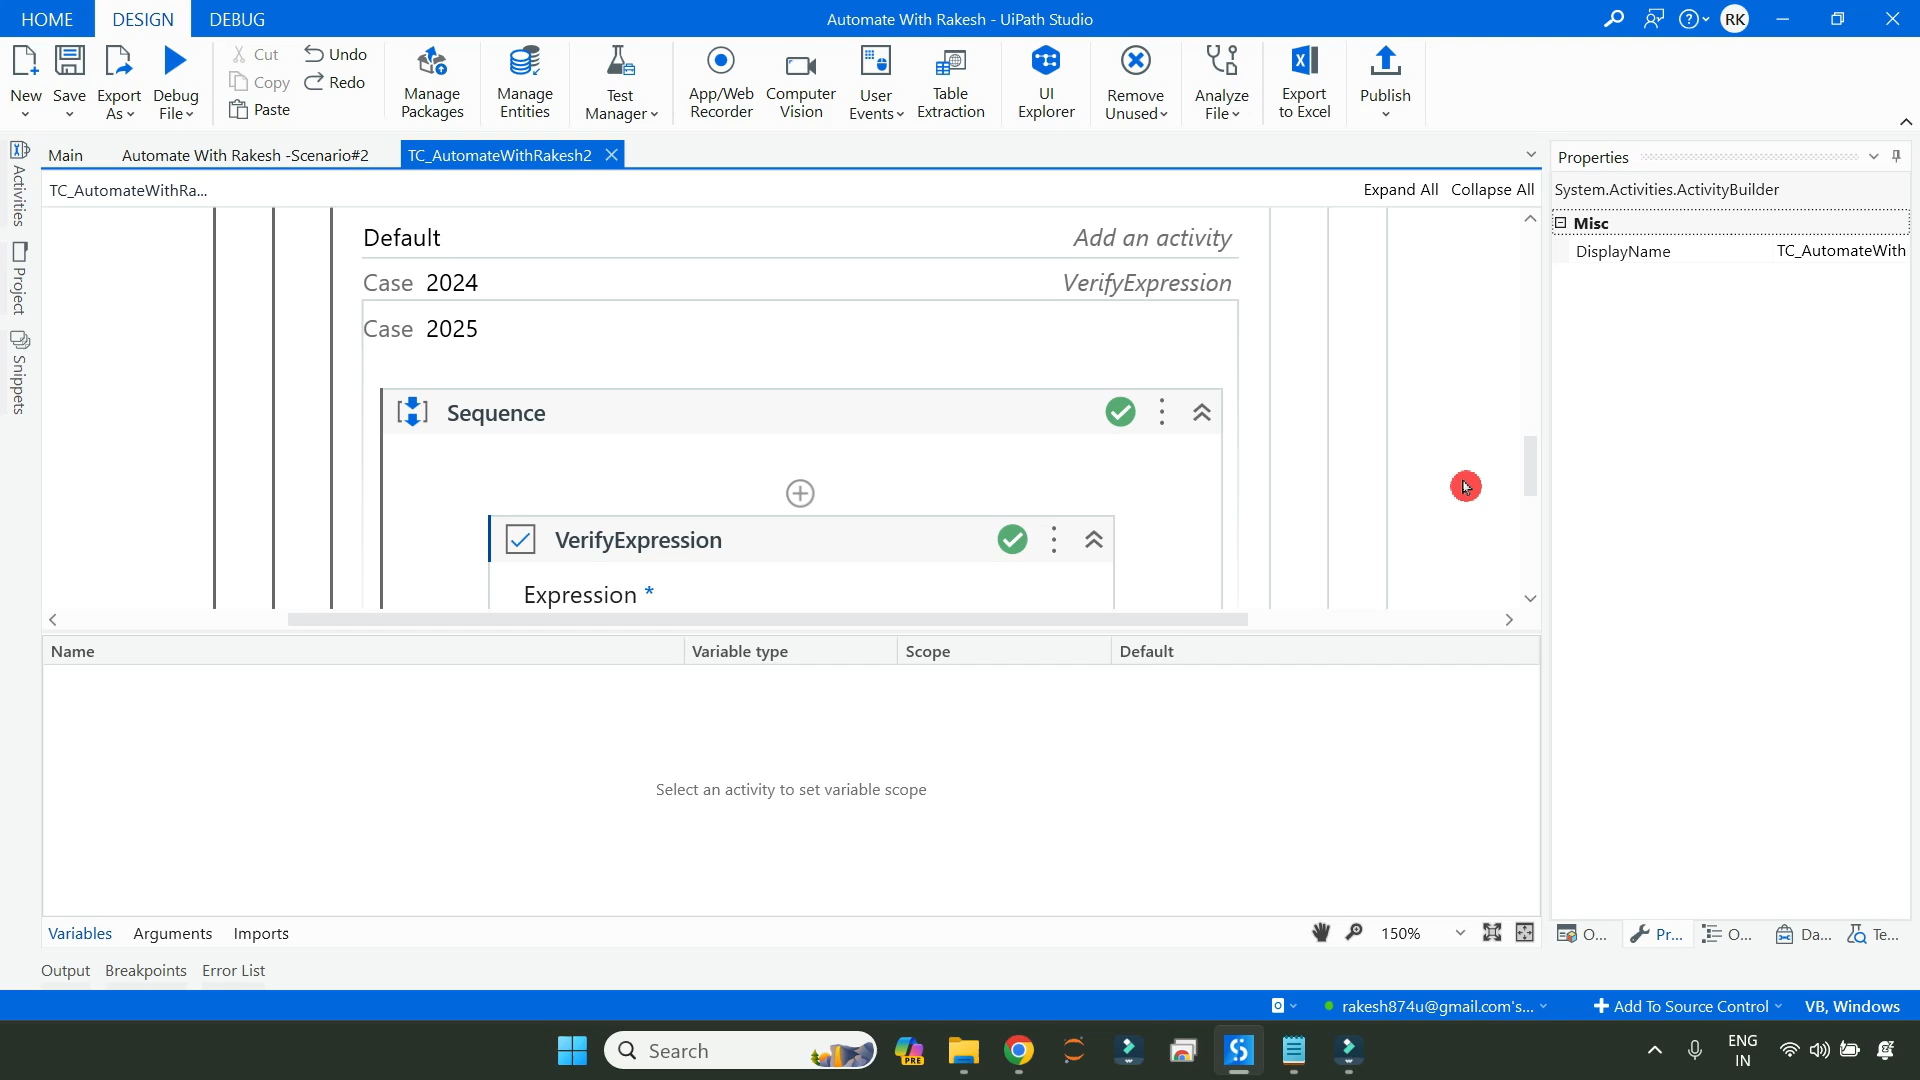 HOME DESIGN DEBUG Automate With Rakesh - UiPath Studio RK
New Save Export As Debug File Cut Copy Paste Undo Redo Manage Packages Manage Entities Test Manager App/Web Recorder Computer Vision User Events Table Extraction UI Explorer Remove Unused Analyze File Export to Excel Publish
Main Automate With Rakesh -Scenario#2 TC_AutomateWithRakesh2
TC_AutomateWithRa... Expand All Collapse All
Activities
Project
Snippets
Default Add an activity
Case 2024 VerifyExpression
Case 2025
Sequence
VerifyExpression
Expression *
Name Variable type Scope Default
Select an activity to set variable scope
Variables Arguments Imports 150%
Output Breakpoints Error List
Properties
System.Activities.ActivityBuilder
Misc
DisplayName TC_AutomateWith
O... Pr... O... Da... Te...
rakesh874u@gmail.com's... Add To Source Control VB, Windows
Search PRE ENG IN